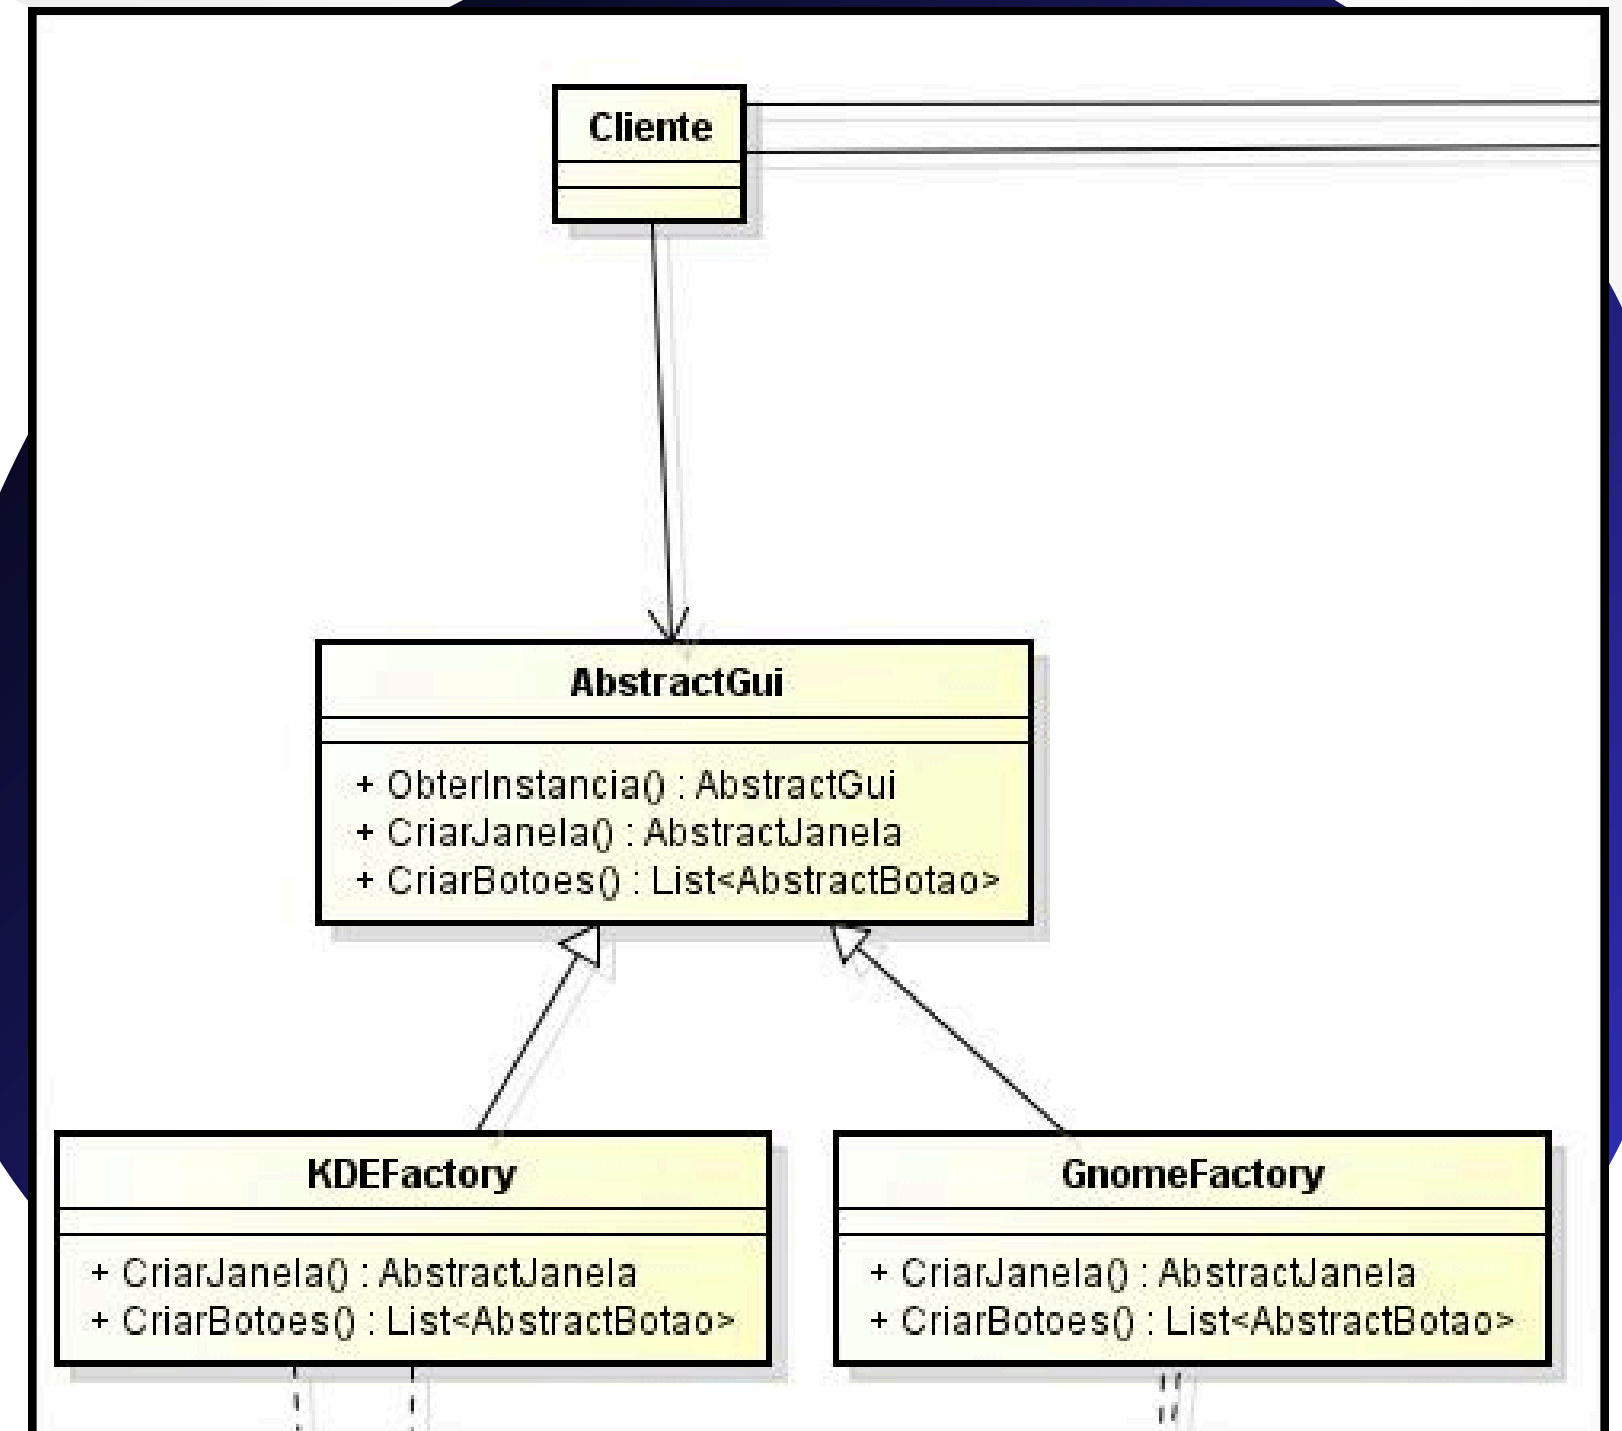 Cliente
AbstractGui
+ ObterInstancia() : AbstractGui
+ CriarJanela() : AbstractJanela
+ CriarBotoes() : List<AbstractBotao>
KDEFactory
+ CriarJanela() : AbstractJanela
+ CriarBotoes() : List<AbstractBotao>
GnomeFactory
+ CriarJanela() : AbstractJanela
+ CriarBotoes() : List<AbstractBotao>